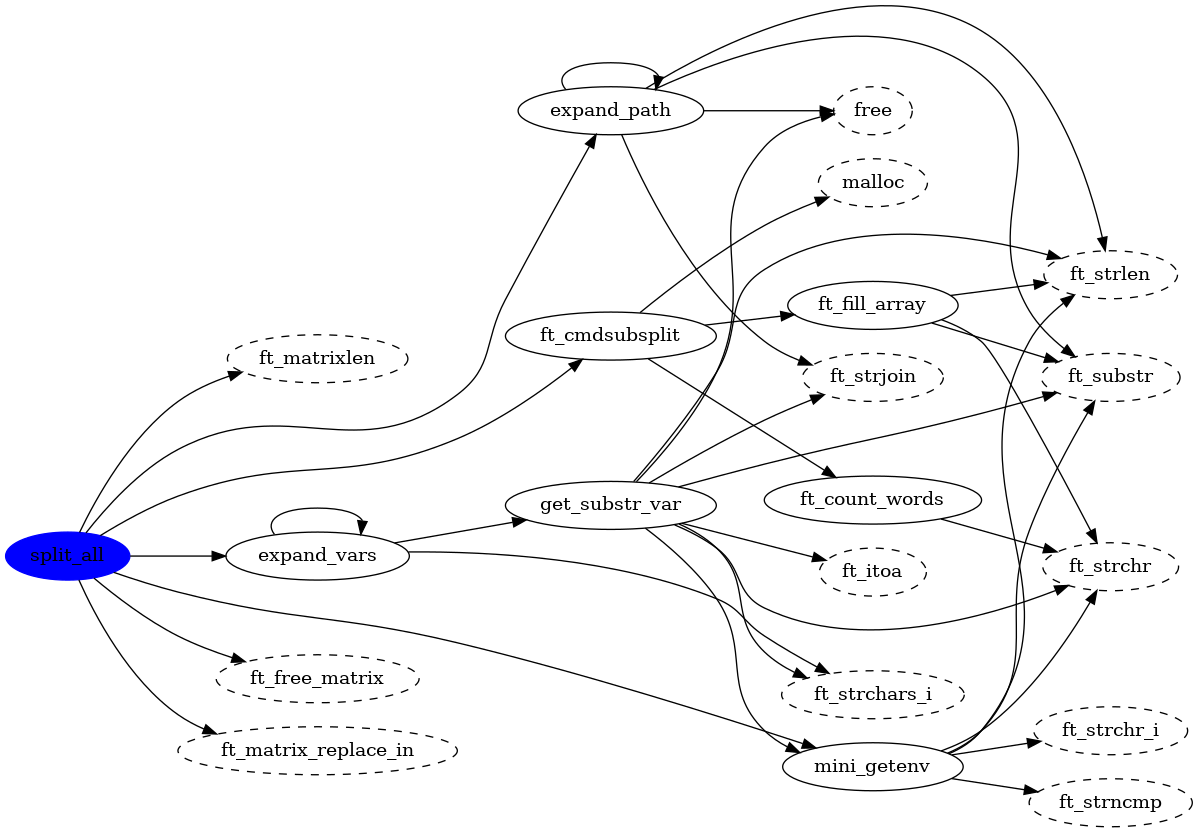 expand_path
free
malloc
ft_strlen
ft_fill_array
ft_cmdsubsplit
ft_matrixlen
ft_strjoin
ft_substr
get_substr_var
ft_count_words
split_all
expand_vars
ft_itoa
ft_strchr
ft_free_matrix
ft_strchars_i
ft_strchr_i
ft_matrix_replace_in
mini_getenv
ft_strncmp